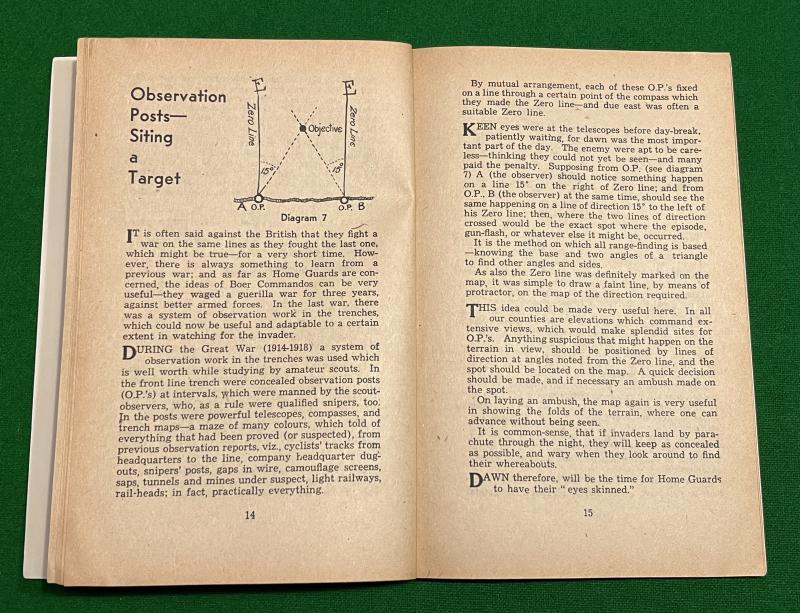 Observation
Posts—
Siting
a
Target
E
E
Zero Line
Zero Line
Objective
15°
15°
A O.P.
O.P. B
Diagram 7
IT is often said against the British that they fight a
war on the same lines as they fought the last one,
which might be true—for a very short time. How-
ever, there is always something to learn from a
previous war; and as far as Home Guards are con-
cerned, the ideas of Boer Commandos can be very
useful—they waged a guerilla war for three years,
against better armed forces. In the last war, there
was a system of observation work in the trenches,
which could now be useful and adaptable to a certain
extent in watching for the invader.
DURING the Great War (1914-1918) a system of
observation work in the trenches was used which
is well worth while studying by amateur scouts. In
the front line trench were concealed observation posts
(O.P.'s) at intervals, which were manned by the scout-
observers, who, as a rule were qualified snipers, too.
In the posts were powerful telescopes, compasses, and
trench maps—a maze of many colours, which told of
everything that had been proved (or suspected), from
previous observation reports, viz., cyclists' tracks from
headquarters to the line, company headquarter dug-
outs, snipers' posts, gaps in wire, camouflage screens,
saps, tunnels and mines under suspect, light railways,
rail-heads; in fact, practically everything.
14
By mutual arrangement, each of these O.P.'s fixed
on a line through a certain point of the compass which
they made the Zero line—and due east was often a
suitable Zero line.
KEEN eyes were at the telescopes before day-break,
patiently waiting, for dawn was the most impor-
tant part of the day. The enemy were apt to be care-
less—thinking they could not yet be seen—and many
paid the penalty. Supposing from O.P. (see diagram
7) A (the observer) should notice something happen
on a line 15° on the right of Zero line; and from
O.P., B (the observer) at the same time, should see the
same happening on a line of direction 15° to the left of
his Zero line; then, where the two lines of direction
crossed would be the exact spot where the episode,
gun-flash, or whatever else it might be, occurred.
It is the method on which all range-finding is based
—knowing the base and two angles of a triangle
to find other angles and sides.
As also the Zero line was definitely marked on the
map, it was simple to draw a faint line, by means of
protractor, on the map of the direction required.
THIS idea could be made very useful here. In all
our counties are elevations which command ex-
tensive views, which would make splendid sites for
O.P.'s. Anything suspicious that might happen on the
terrain in view, should be positioned by lines of
direction at angles noted from the Zero line, and the
spot should be located on the map. A quick decision
should be made, and if necessary an ambush made on
the spot.
On laying an ambush, the map again is very useful
in showing the folds of the terrain, where one can
advance without being seen.
It is common-sense, that if invaders land by para-
chute through the night, they will keep as concealed
as possible, and wary when they look around to find
their whereabouts.
DAWN therefore, will be the time for Home Guards
to have their "eyes skinned."
15